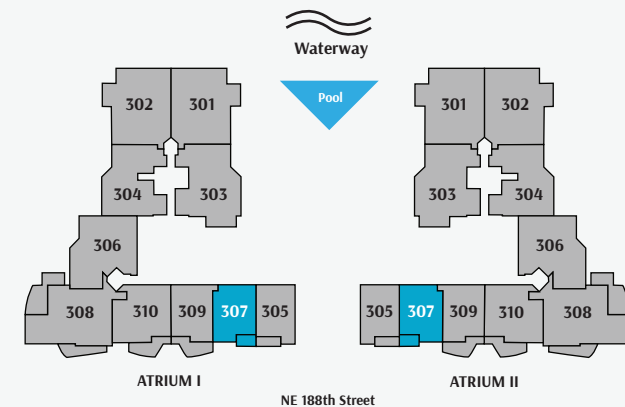 Waterway
Pool
302 301
304 303
306
308 310 309 307 305
ATRIUM I
301 302
303 304
306
305 307 309 310 308
ATRIUM II
NE 188th Street